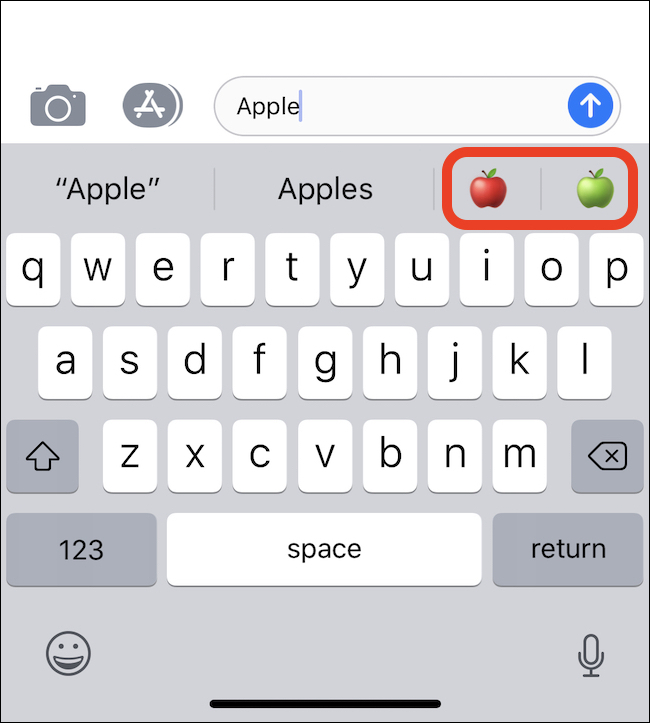 Apple
“Apple” Apples 🍎 🍏
q w e r t y u i o p
a s d f g h j k l
z x c v b n m
123 space return